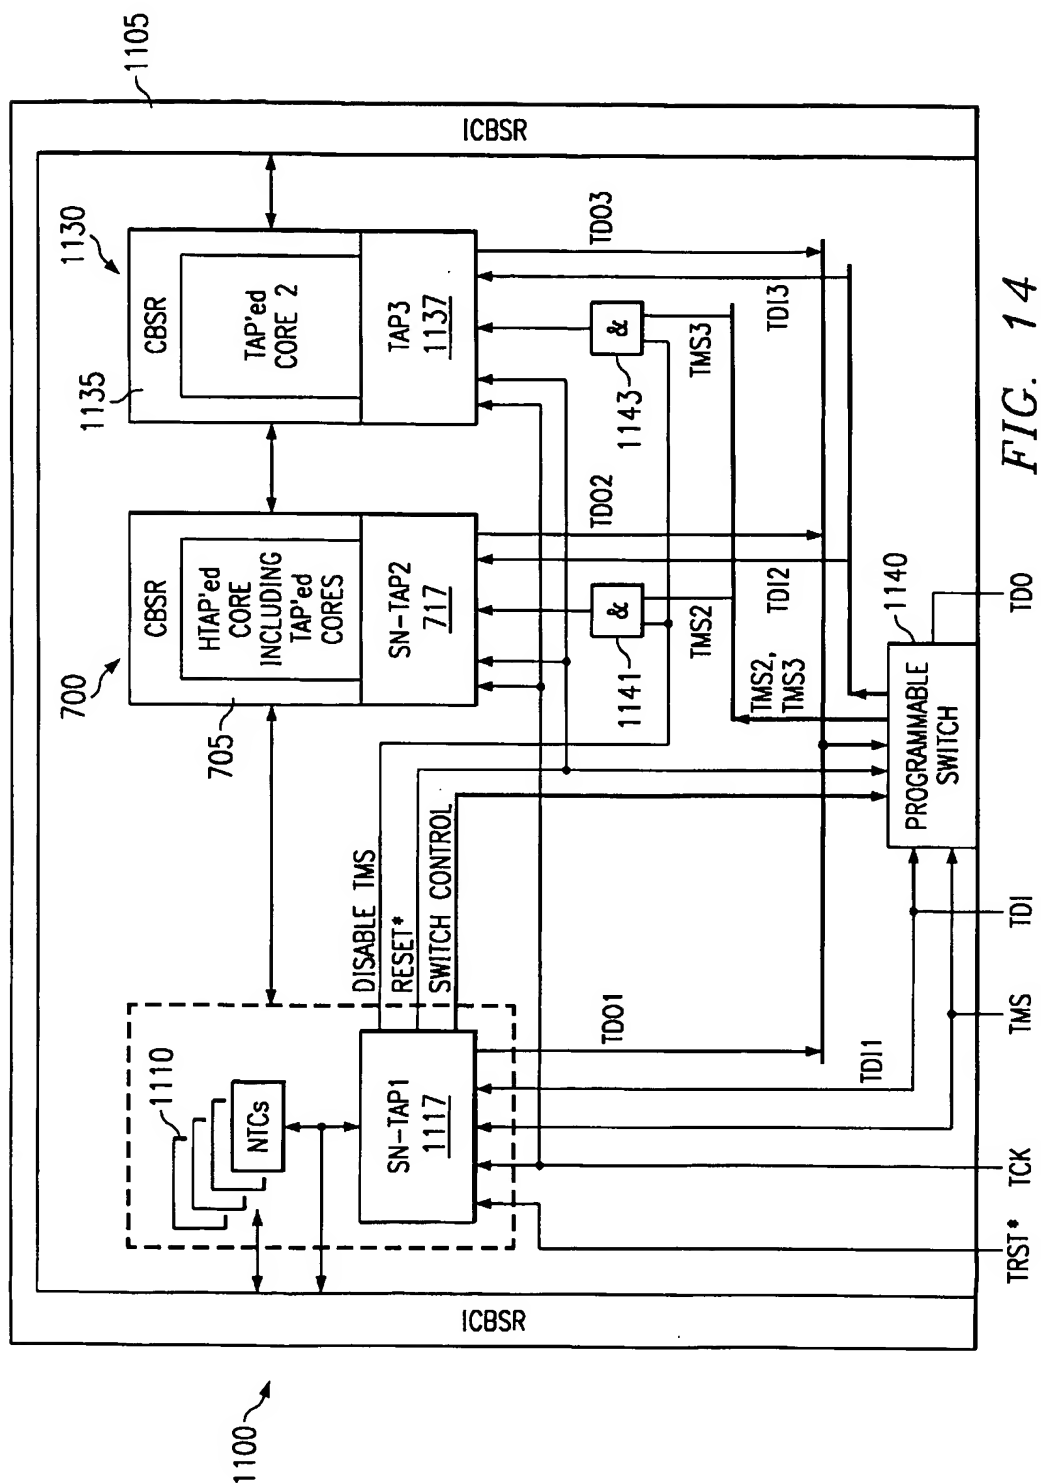 1105
ICBSR
1130
1135
CBSR
TAP'ed
CORE 2
TAP3
1137
TDO3
TDI3
&
TMS3
1143
700
705
CBSR
HTAP'ed
CORE
INCLUDING
TAP'ed
CORES
SN-TAP2
717
TDO2
TDI2
&
TMS2
1141
TMS2,
TMS3
1140
PROGRAMMABLE
SWITCH
TDO
DISABLE TMS
RESET*
SWITCH CONTROL
1110
NTCs
SN-TAP1
1117
TDO1
TDI1
TDI
TMS
TCK
TRST*
ICBSR
1100
FIG. 14